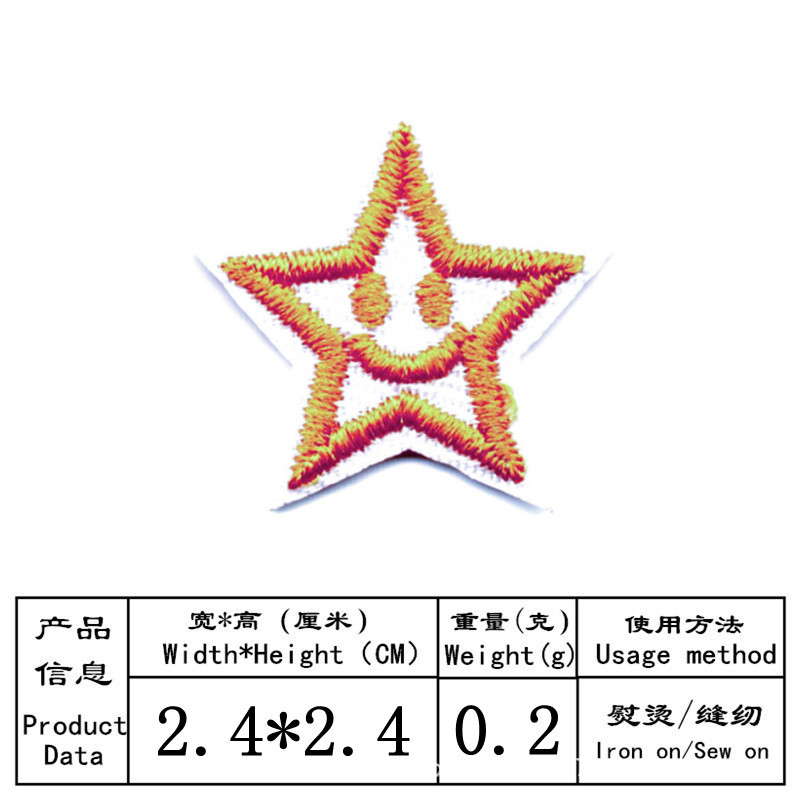 产品
信息
Product
Data
宽*高 (厘米)
Width*Height (CM)
重量(克)
Weight(g)
使用方法
Usage method
2.4*2.4
0.2
熨烫/缝纫
Iron on/Sew on